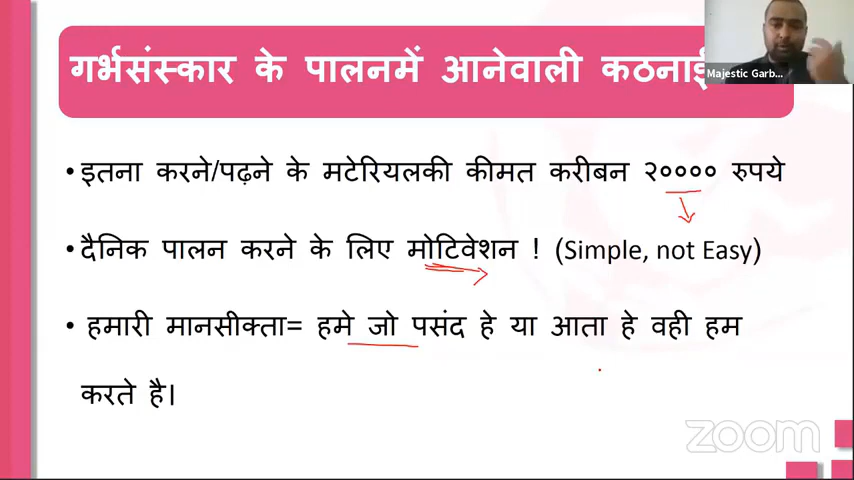 गर्भसंस्कार के पालनमें आनेवाली कठनाई
Majestic Garb...
• इतना करने/पढ़ने के मटेरियलकी कीमत करीबन २०००० रुपये
• दैनिक पालन करने के लिए मोटिवेशन ! (Simple, not Easy)
• हमारी मानसीक्ता= हमे जो पसंद हे या आता हे वही हम
करते है।
zoom